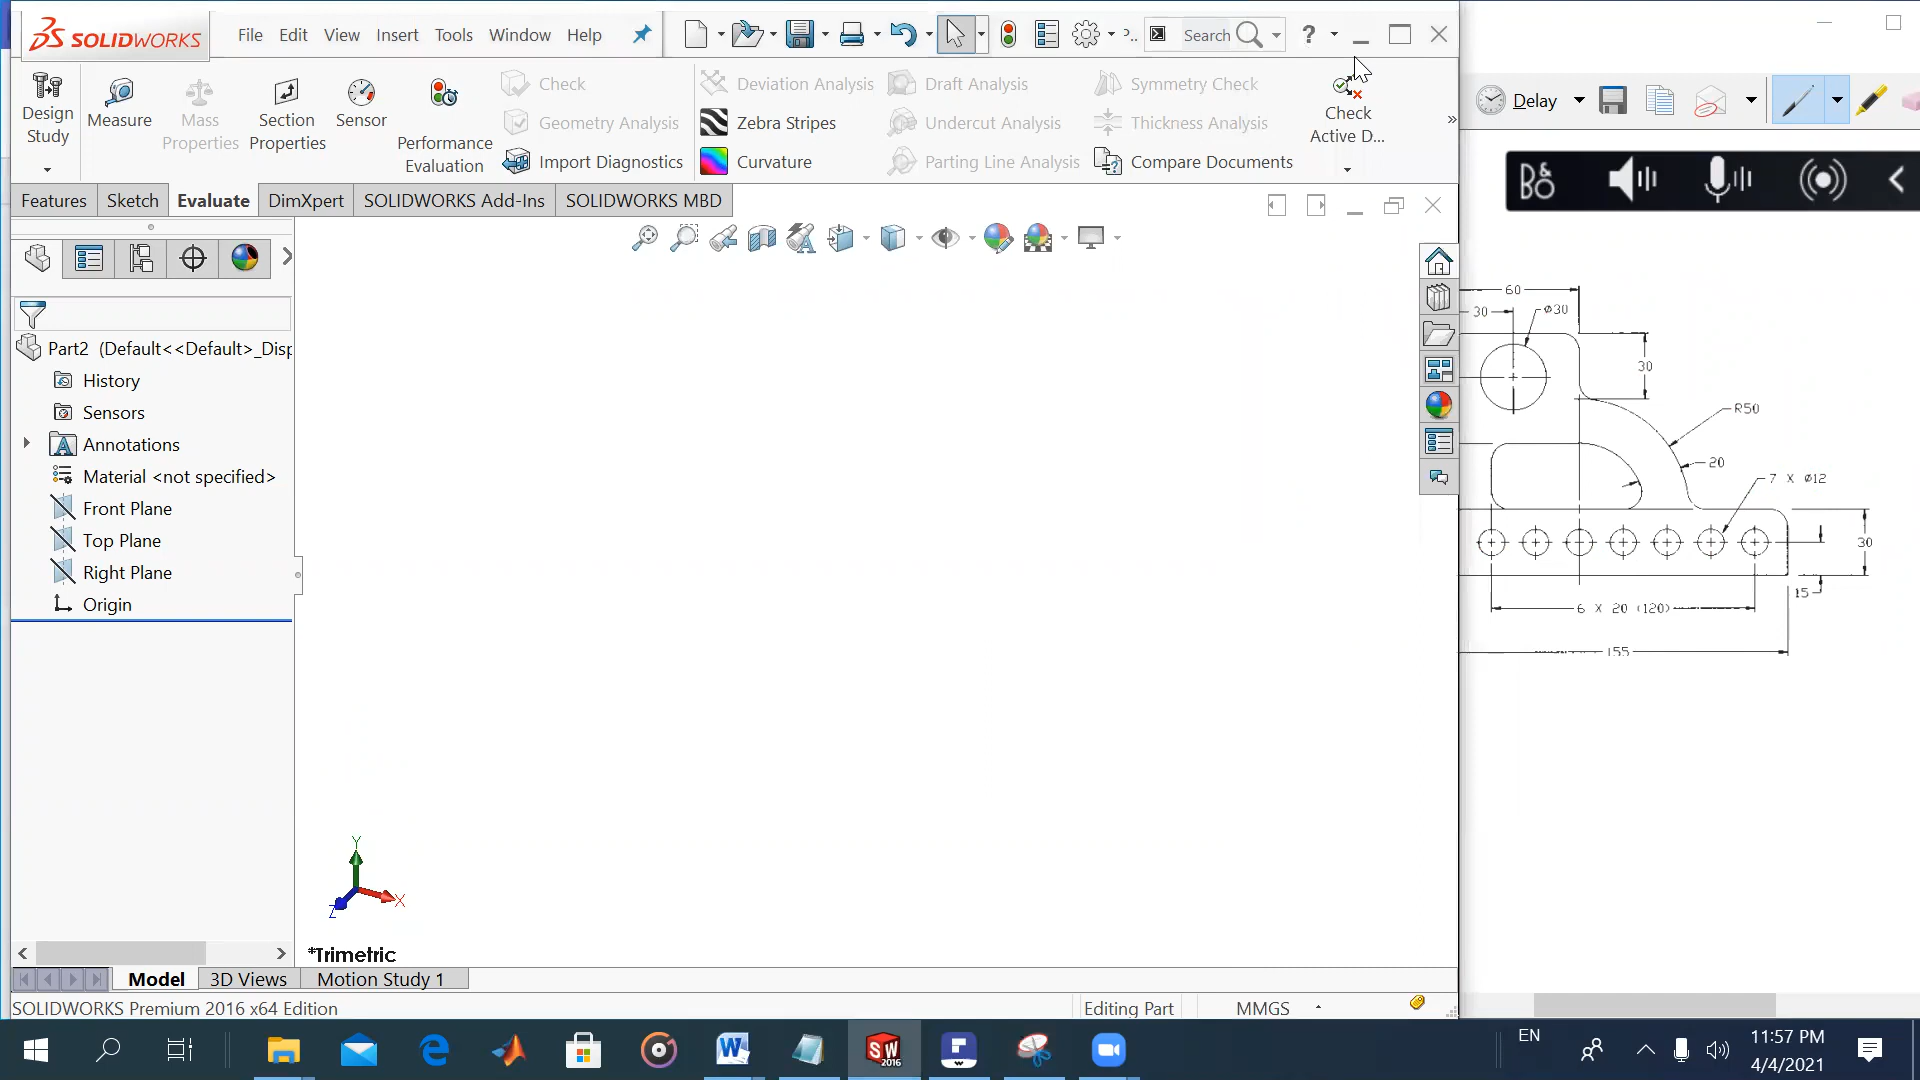 SOLIDWORKS
File Edit View Insert Tools Window Help
Search
?
Design Study
Measure
Mass Properties
Section Properties
Sensor
Performance Evaluation
Check
Geometry Analysis
Import Diagnostics
Deviation Analysis
Zebra Stripes
Curvature
Draft Analysis
Undercut Analysis
Parting Line Analysis
Symmetry Check
Thickness Analysis
Compare Documents
Check Active D...
»
Delay
Features Sketch Evaluate DimXpert SOLIDWORKS Add-Ins SOLIDWORKS MBD
Part2 (Default<<Default>_Disp
History
Sensors
Annotations
Material <not specified>
Front Plane
Top Plane
Right Plane
Origin
60
30
ø30
30
R50
20
7 X ø12
30
15
6 X 20 (120)
155
Y
X
Z
*Trimetric
Model 3D Views Motion Study 1
SOLIDWORKS Premium 2016 x64 Edition
Editing Part
MMGS
SW 2016
EN
11:57 PM
4/4/2021